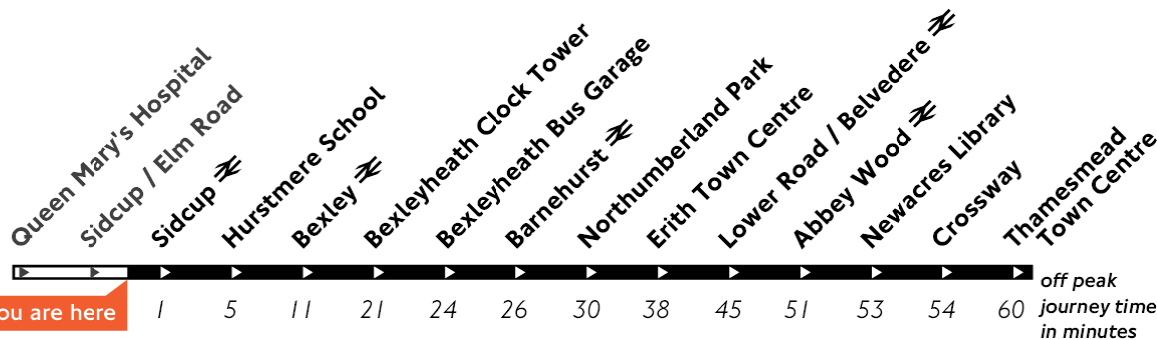 Queen Mary's Hospital
Sidcup / Elm Road
Sidcup
Hurstmere School
Bexley
Bexleyheath Clock Tower
Bexleyheath Bus Garage
Barnehurst
Northumberland Park
Erith Town Centre
Lower Road / Belvedere
Abbey Wood
Newacres Library
Crossway
Thamesmead
Town Centre
ou are here
1 5 11 21 24 26 30 38 45 51 53 54 60
off peak
journey time
in minutes